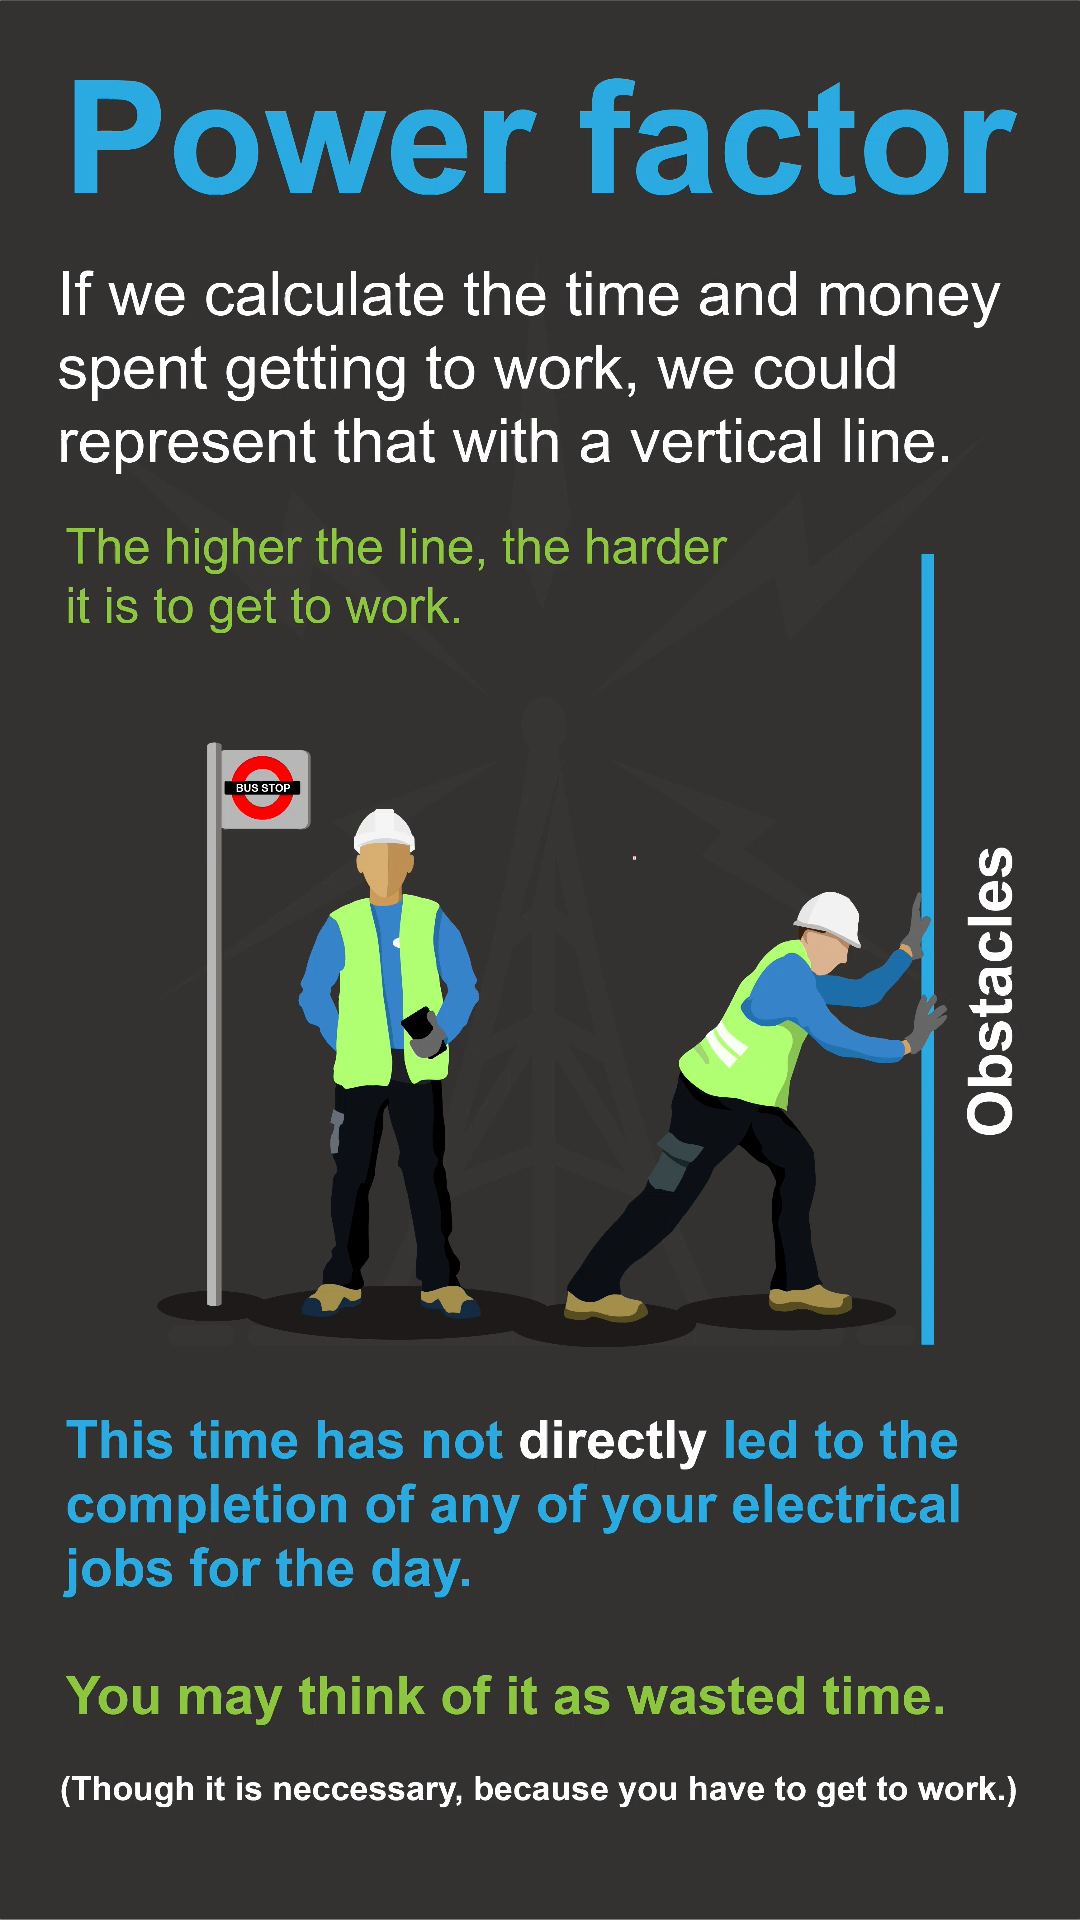 Power factor
If we calculate the time and money
spent getting to work, we could
represent that with a vertical line.
The higher the line, the harder
it is to get to work.
BUS STOP
Obstacles
This time has not directly led to the
completion of any of your electrical
jobs for the day.
You may think of it as wasted time.
(Though it is neccessary, because you have to get to work.)